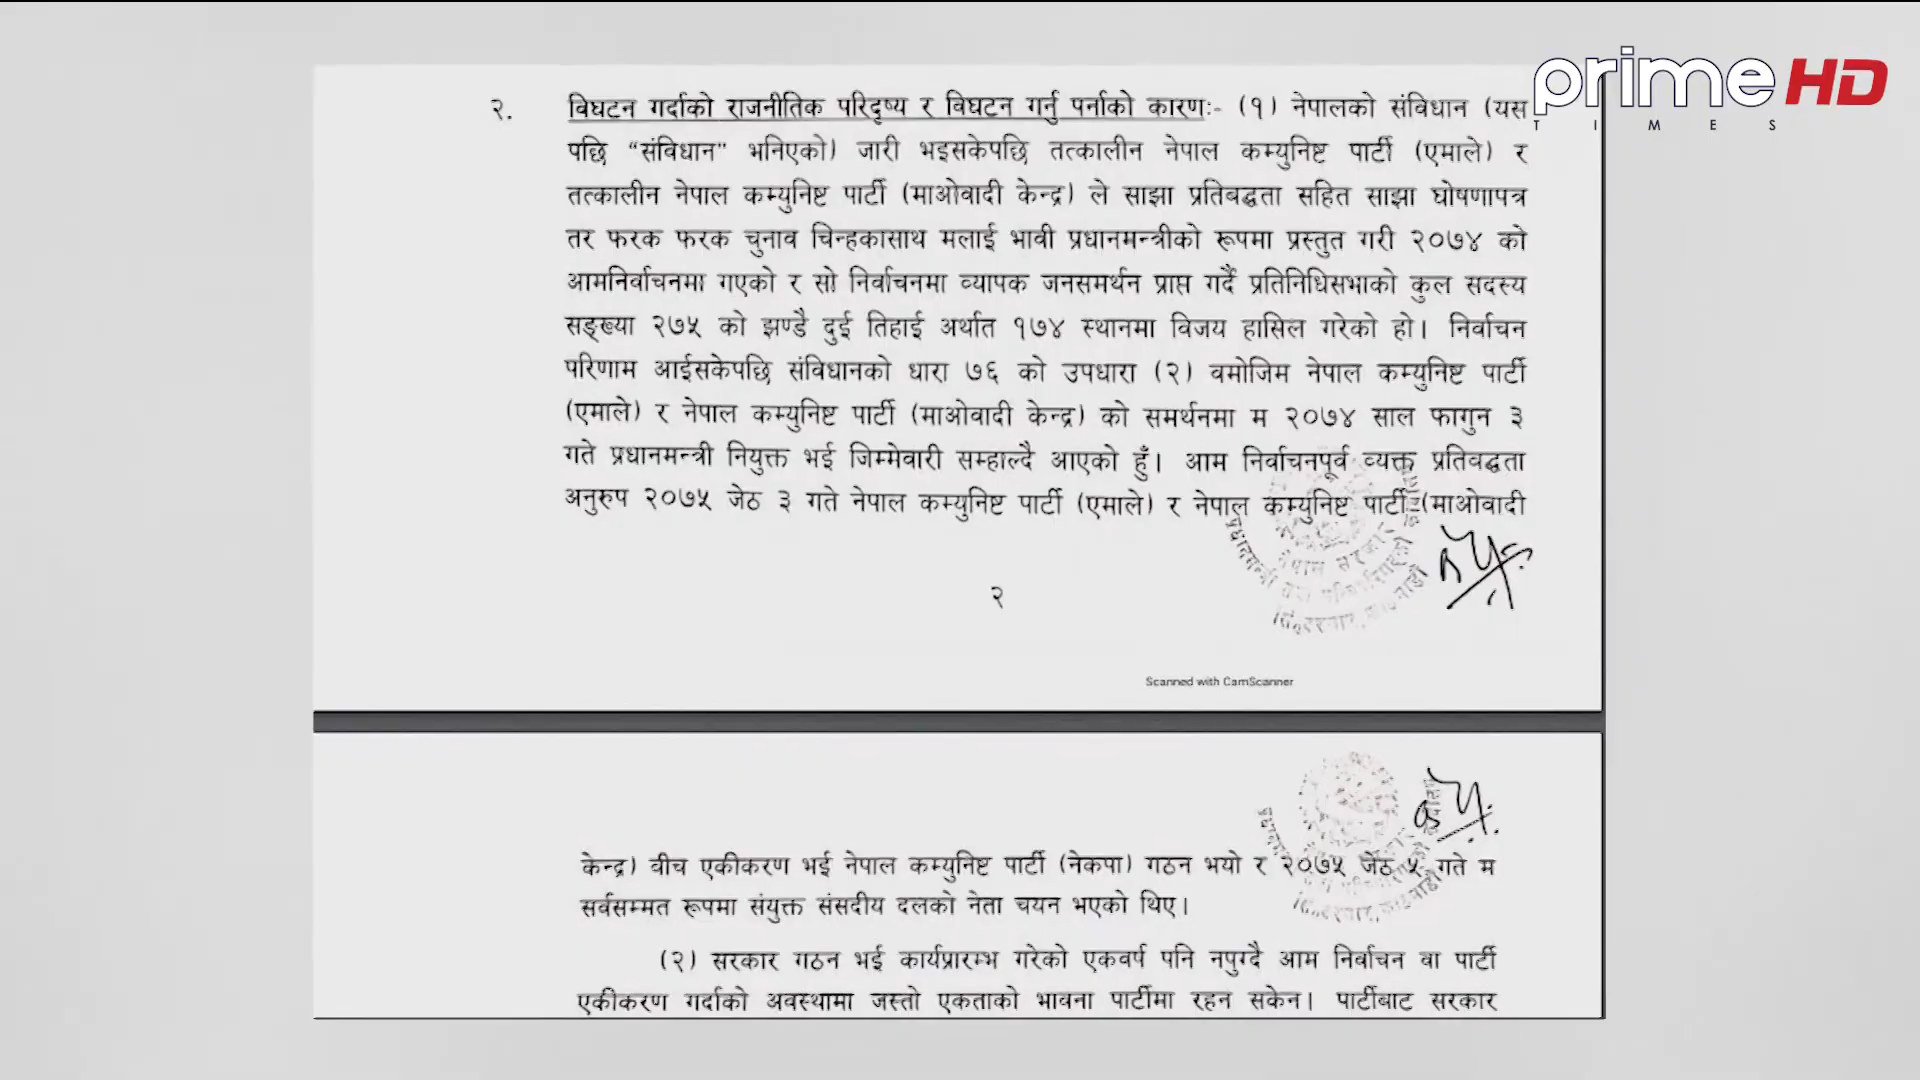 prime HD
TIMES
२. विघटन गर्दाको राजनीतिक परिदृष्य र विघटन गर्नु पर्नाको कारणः- (१) नेपालको संविधान (यस
पछि “संविधान” भनिएको) जारी भइसकेपछि तत्कालीन नेपाल कम्युनिष्ट पार्टी (एमाले) र
तत्कालीन नेपाल कम्युनिष्ट पार्टी (माओवादी केन्द्र) ले साझा प्रतिबद्धता सहित साझा घोषणापत्र
तर फरक फरक चुनाव चिन्हकासाथ मलाई भावी प्रधानमन्त्रीको रूपमा प्रस्तुत गरी २०७४ को
आमनिर्वाचनमा गएको र सो निर्वाचनमा व्यापक जनसमर्थन प्राप्त गर्दै प्रतिनिधिसभाको कुल सदस्य
सङ्ख्या २७५ को झण्डै दुई तिहाई अर्थात १७४ स्थानमा विजय हासिल गरेको हो। निर्वाचन
परिणाम आईसकेपछि संविधानको धारा ७६ को उपधारा (२) वमोजिम नेपाल कम्युनिष्ट पार्टी
(एमाले) र नेपाल कम्युनिष्ट पार्टी (माओवादी केन्द्र) को समर्थनमा म २०७४ साल फागुन ३
गते प्रधानमन्त्री नियुक्त भई जिम्मेवारी सम्हाल्दै आएको हुँ। आम निर्वाचनपूर्व व्यक्त प्रतिवद्धता
अनुरुप २०७५ जेठ ३ गते नेपाल कम्युनिष्ट पार्टी (एमाले) र नेपाल कम्युनिष्ट पार्टी (माओवादी
२
Scanned with CamScanner
केन्द्र) वीच एकीकरण भई नेपाल कम्युनिष्ट पार्टी (नेकपा) गठन भयो र २०७५ जेठ ५ गते म
सर्वसम्मत रूपमा संयुक्त संसदीय दलको नेता चयन भएको थिए।
(२) सरकार गठन भई कार्यप्रारम्भ गरेको एकवर्ष पनि नपुग्दै आम निर्वाचन वा पार्टी
एकीकरण गर्दाको अवस्थामा जस्तो एकताको भावना पार्टीमा रहन सकेन। पार्टीबाट सरकार